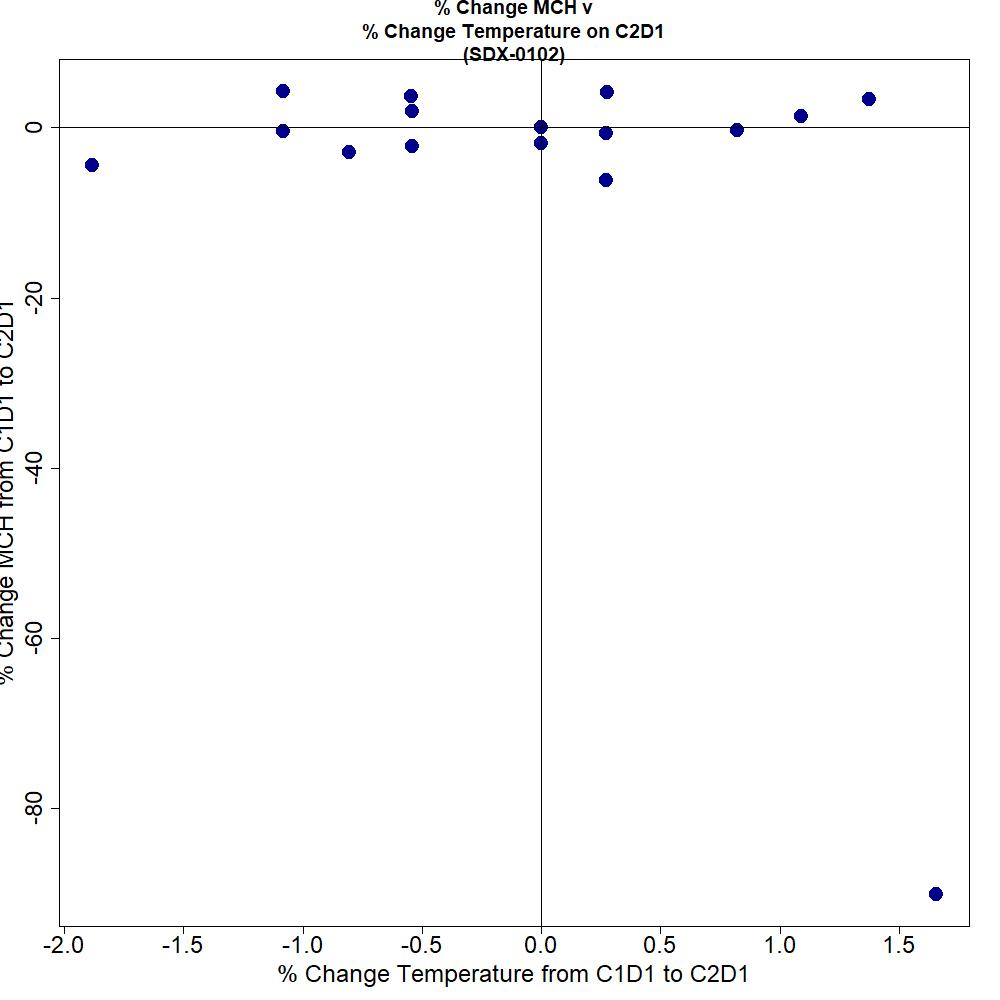 % Change MCH v
% Change Temperature on C2D1
(SDX-0102)
% Change MCH from C1D1 to C2D1
0
-20
-40
-60
-80
-2.0 -1.5 -1.0 -0.5 0.0 0.5 1.0 1.5
% Change Temperature from C1D1 to C2D1